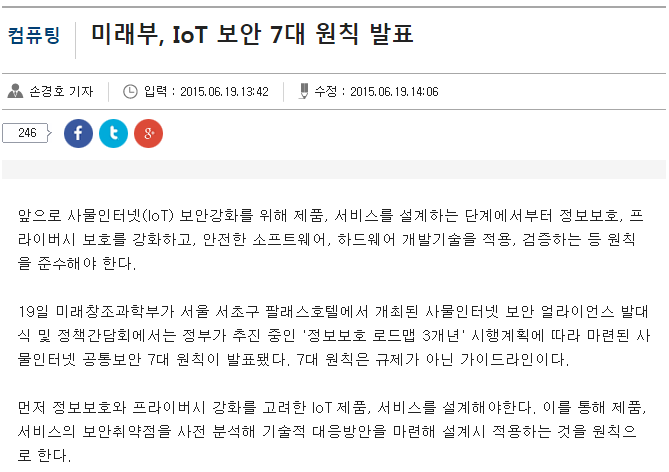 컴퓨팅 미래부, IoT 보안 7대 원칙 발표
손경호 기자 입력 : 2015.06.19.13:42 수정 : 2015.06.19.14:06
246 f t g+
앞으로 사물인터넷(IoT) 보안강화를 위해 제품, 서비스를 설계하는 단계에서부터 정보보호, 프
라이버시 보호를 강화하고, 안전한 소프트웨어, 하드웨어 개발기술을 적용, 검증하는 등 원칙
을 준수해야 한다.
19일 미래창조과학부가 서울 서초구 팔래스호텔에서 개최된 사물인터넷 보안 얼라이언스 발대
식 및 정책간담회에서는 정부가 추진 중인 '정보보호 로드맵 3개년' 시행계획에 따라 마련된 사
물인터넷 공통보안 7대 원칙이 발표됐다. 7대 원칙은 규제가 아닌 가이드라인이다.
먼저 정보보호와 프라이버시 강화를 고려한 IoT 제품, 서비스를 설계해야한다. 이를 통해 제품,
서비스의 보안취약점을 사전 분석해 기술적 대응방안을 마련해 설계시 적용하는 것을 원칙으
로 한다.